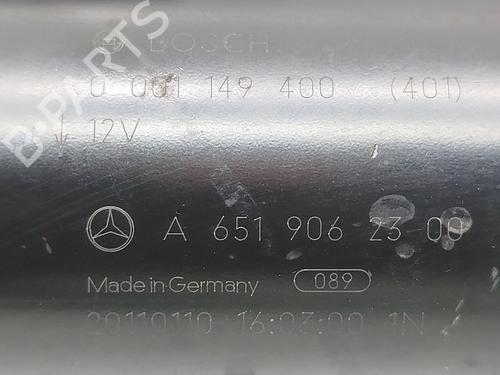 BOSCH
0 001 149 400 (401)
12V
A 651 906 23 00
Made in Germany 089
20110110 16:03:00 1N
B-PARTS